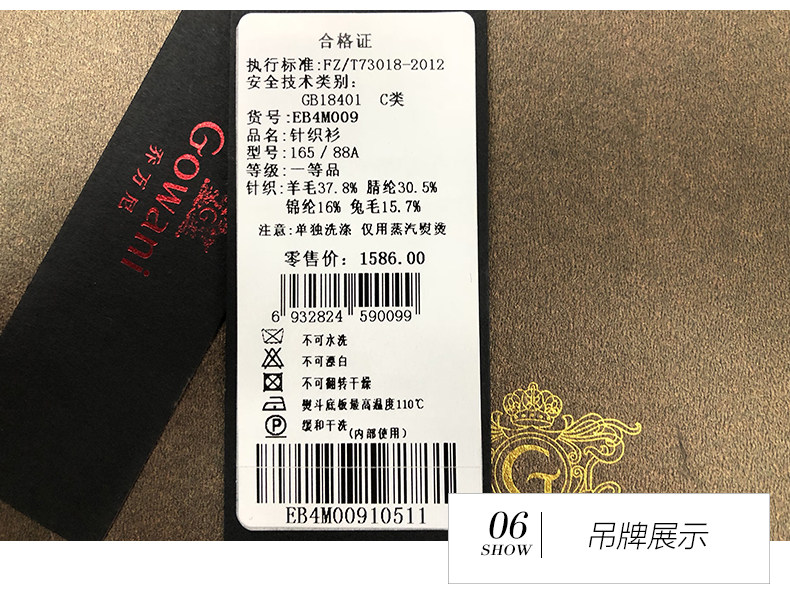 合格证
执行标准:FZ/T73018-2012
安全技术类别:
GB18401 C类
货号:EB4M009
品名:针织衫
型号:165/88A
等级:一等品
针织:羊毛37.8% 腈纶30.5%
锦纶16% 兔毛15.7%
注意:单独洗涤 仅用蒸汽熨烫
零售价: 1586.00
6 932824 590099
不可水洗
不可漂白
不可翻转干燥
熨斗底板最高温度110℃
P 缓和干洗
(内部使用)
EB4M00910511
Gowani
乔万尼
G
06
SHOW
吊牌展示